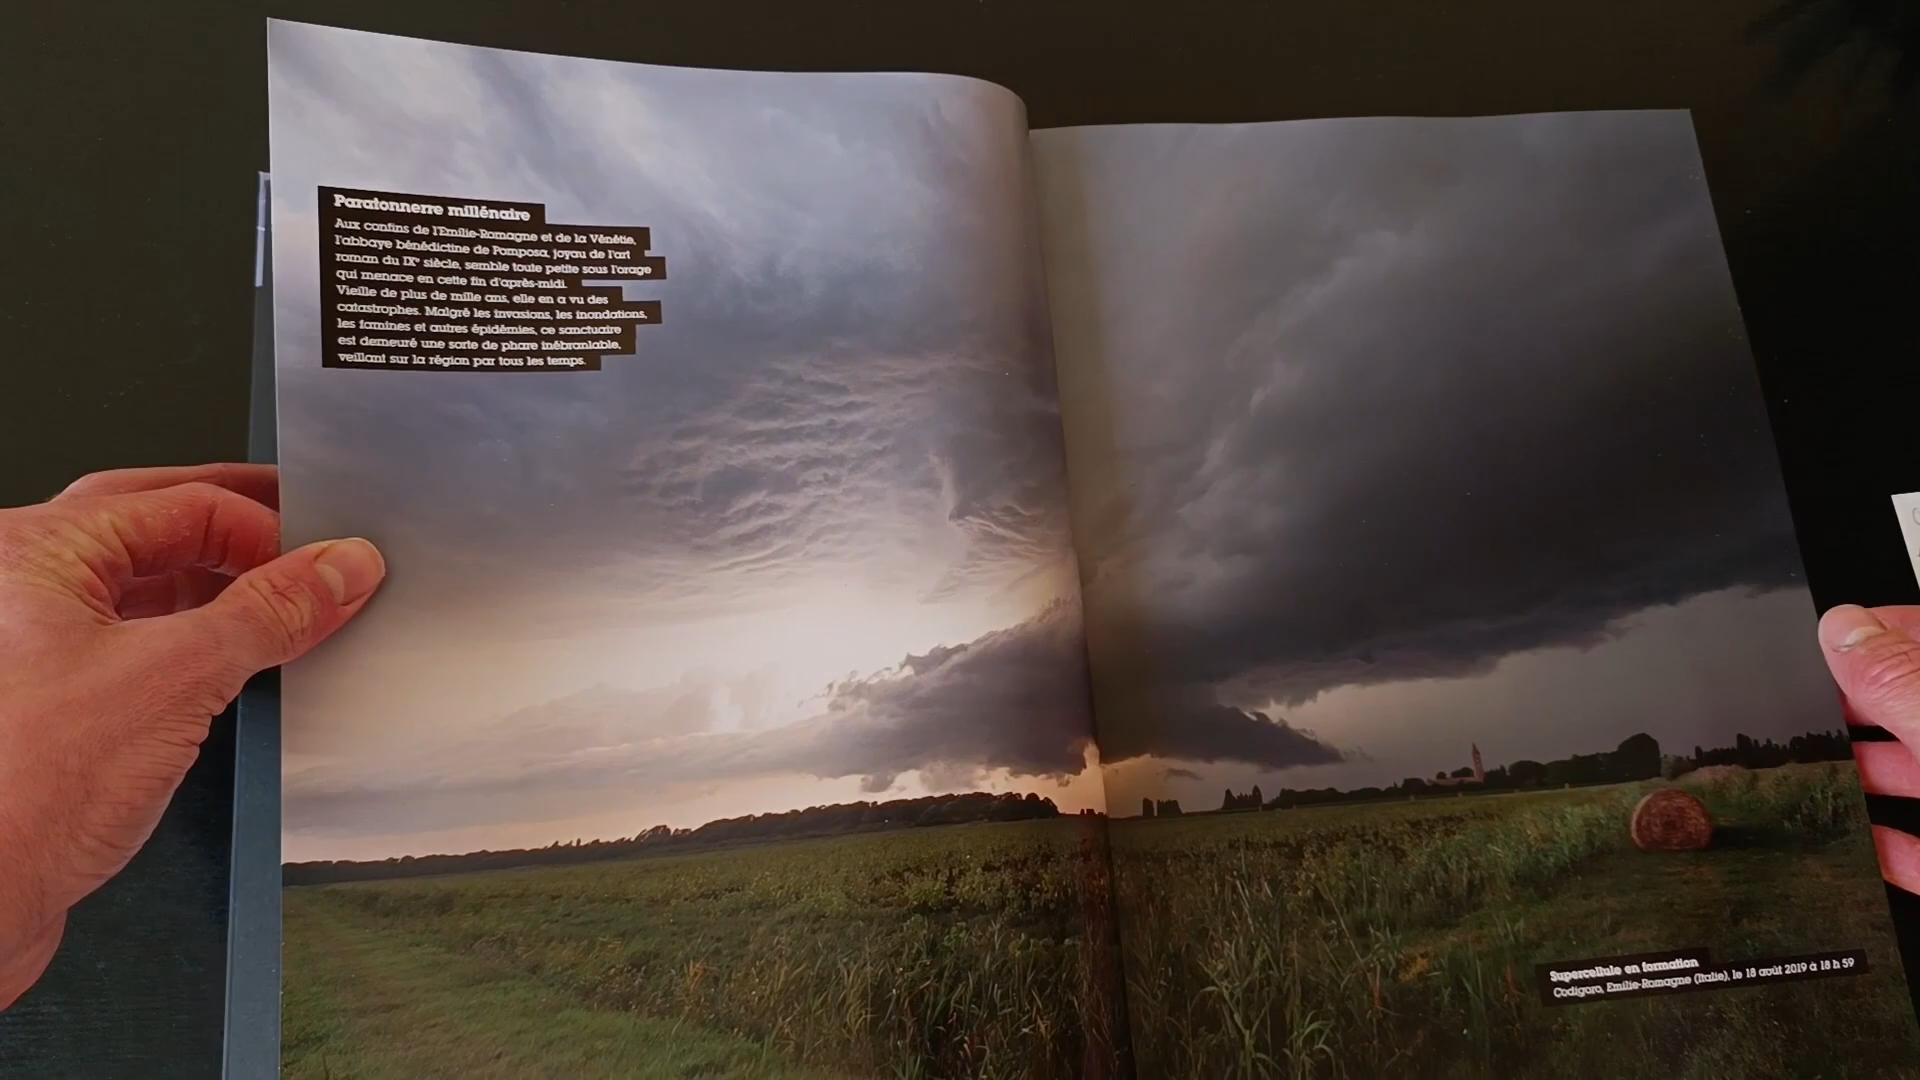 Paratonnerre millénaire
Aux confins de l'Emilie-Romagne et de la Vénétie,
l'abbaye bénédictine de Pomposa, joyau de l'art
roman du IXᵉ siècle, semble toute petite sous l'orage
qui menace en cette fin d'après-midi.
Vieille de plus de mille ans, elle en a vu des
catastrophes. Malgré les invasions, les inondations,
les famines et autres épidémies, ce sanctuaire
est demeuré une sorte de phare inébranlable,
veillant sur la région par tous les temps.
Supercellule en formation
Codigoro, Emilie-Romagne (Italie), le 18 août 2019 à 18 h 59